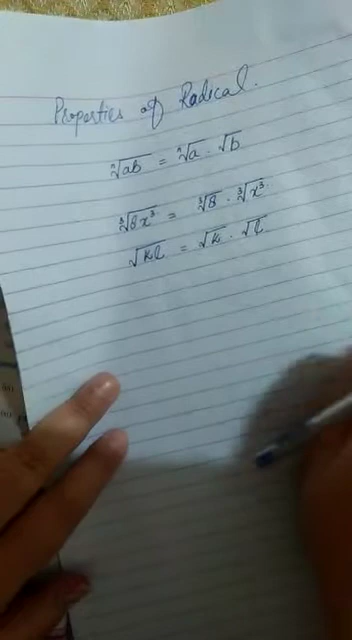 Properties of Radical.
ⁿ√ab = ⁿ√a · √b
³√8x³ = ³√8 · ³√x³
√kl = √k · √l